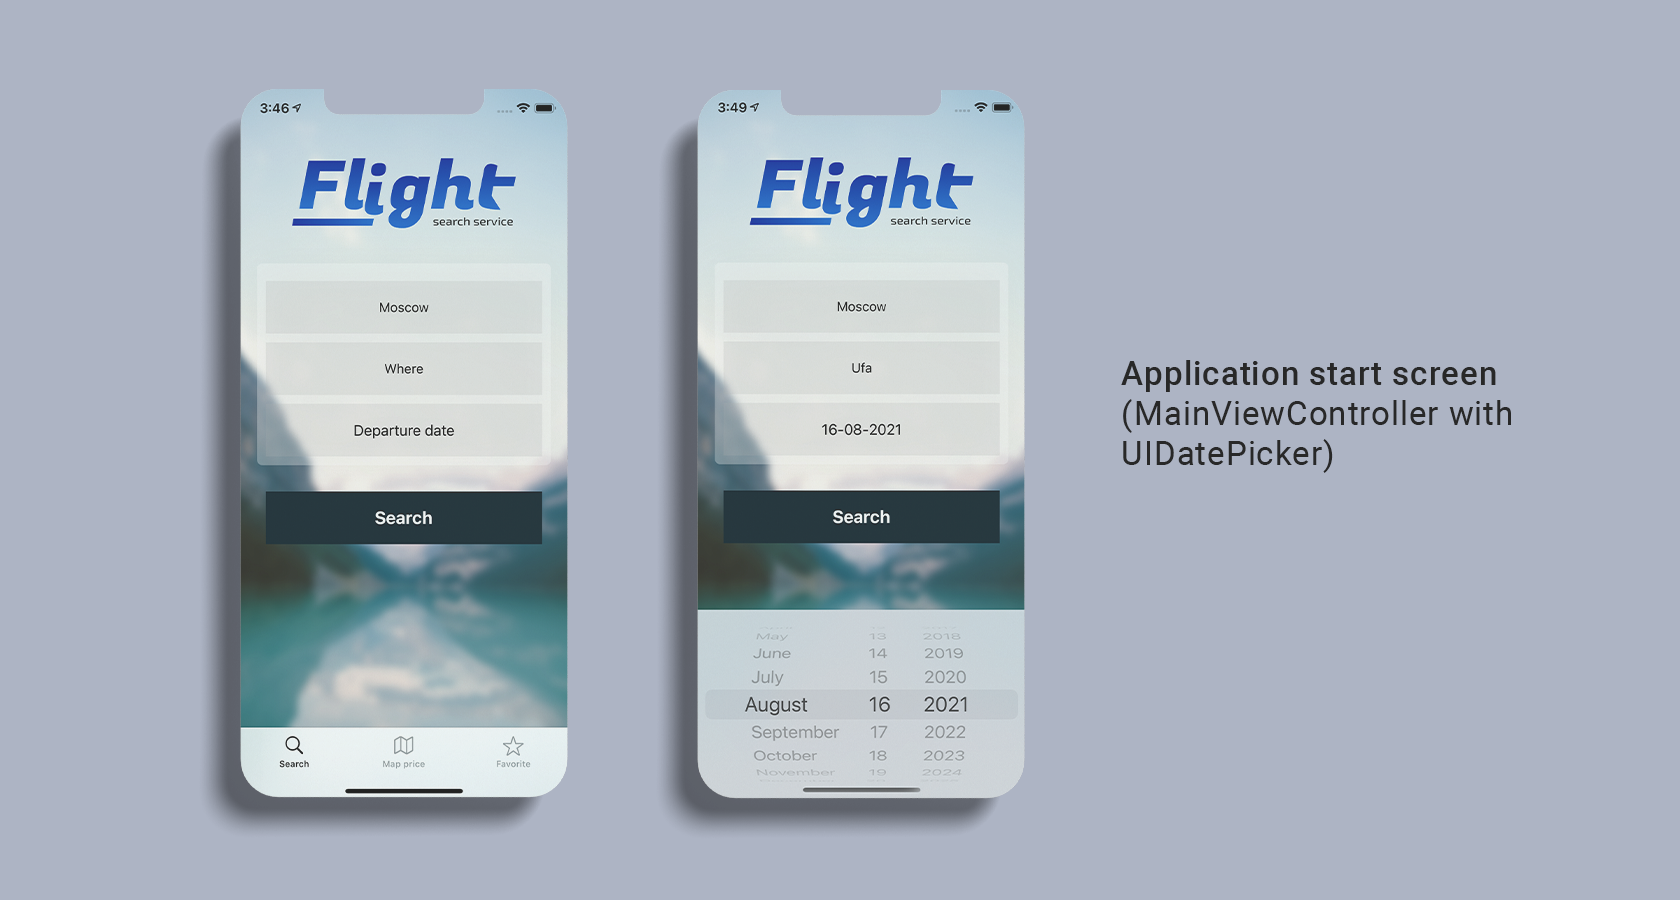 3:46
Flight
search service
Moscow
Where
Departure date
Search
Search
Map price
Favorite
3:49
Flight
search service
Moscow
Ufa
16-08-2021
Search
May 13 2018
June 14 2019
July 15 2020
August 16 2021
September 17 2022
October 18 2023
November 19 2024
Application start screen
(MainViewController with
UIDatePicker)